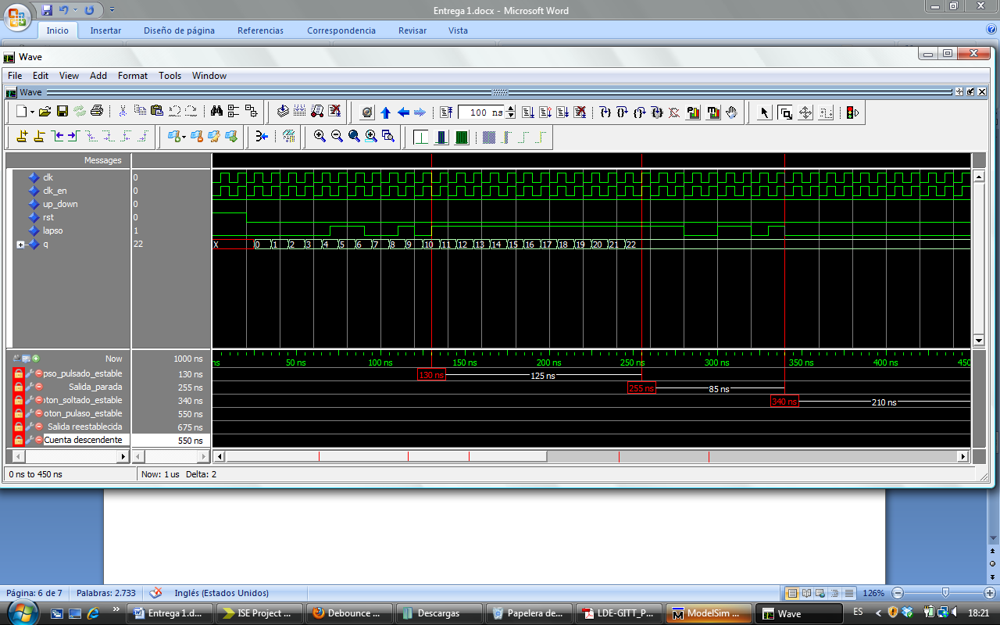 Entrega 1.docx - Microsoft Word
Inicio Insertar Diseño de página Referencias Correspondencia Revisar Vista
Wave
File Edit View Add Format Tools Window
Wave
100 ns
Messages
clk 0
clk_en 0
up_down 0
rst 0
lapso 1
q 22
X 0 1 2 3 4 5 6 7 8 9 10 11 12 13 14 15 16 17 18 19 20 21 22
Now 1000 ns
ns 50 ns 100 ns 150 ns 200 ns 250 ns 300 ns 350 ns 400 ns 450
pso_pulsado_estable 130 ns
130 ns 125 ns
Salida_parada 255 ns
255 ns 85 ns
oton_soltado_estable 340 ns
340 ns 210 ns
oton_pulaso_estable 550 ns
Salida reestablecida 675 ns
Cuenta descendente 550 ns
0 ns to 450 ns Now: 1 us Delta: 2
Página: 6 de 7 Palabras: 2.733 Inglés (Estados Unidos) 126%
Entrega 1.d... ISE Project ... Debounce ... Descargas Papelera de... LDE-GITT_P... ModelSim ... Wave ES 18:21